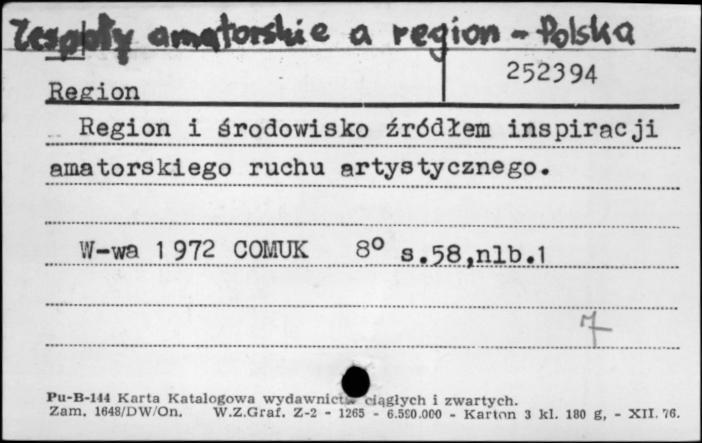 Zespoły amatorskie a region - Polska
252394
Region
Region i środowisko źródłem inspiracji
amatorskiego ruchu artystycznego.
W-wa 1972 COMUK 8° s.58,nlb.1
7
Pu-B-144 Karta Katalogowa wydawnictw ciągłych i zwartych.
Zam. 1648/DW/On. W.Z.Graf. Z-2 - 1265 - 6.500.000 - Karton 3 kl. 180 g, - XII. 76.